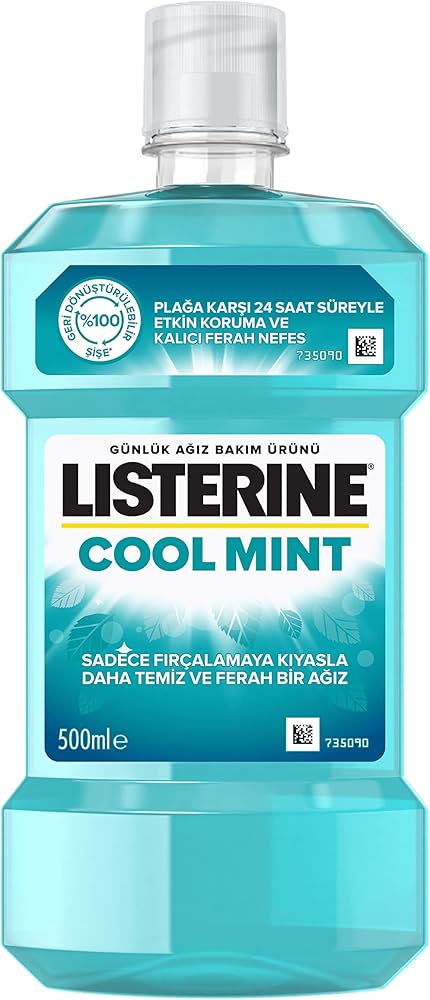 GERİ DÖNÜŞTÜRÜLEBİLİR
%100
ŞİŞE*
PLAĞA KARŞI 24 SAAT SÜREYLE
ETKİN KORUMA VE
KALICI FERAH NEFES
735090
GÜNLÜK AĞIZ BAKIM ÜRÜNÜ
LISTERINE®
COOL MINT
SADECE FIRÇALAMAYA KIYASLA
DAHA TEMİZ VE FERAH BİR AĞIZ
500ml℮
735090